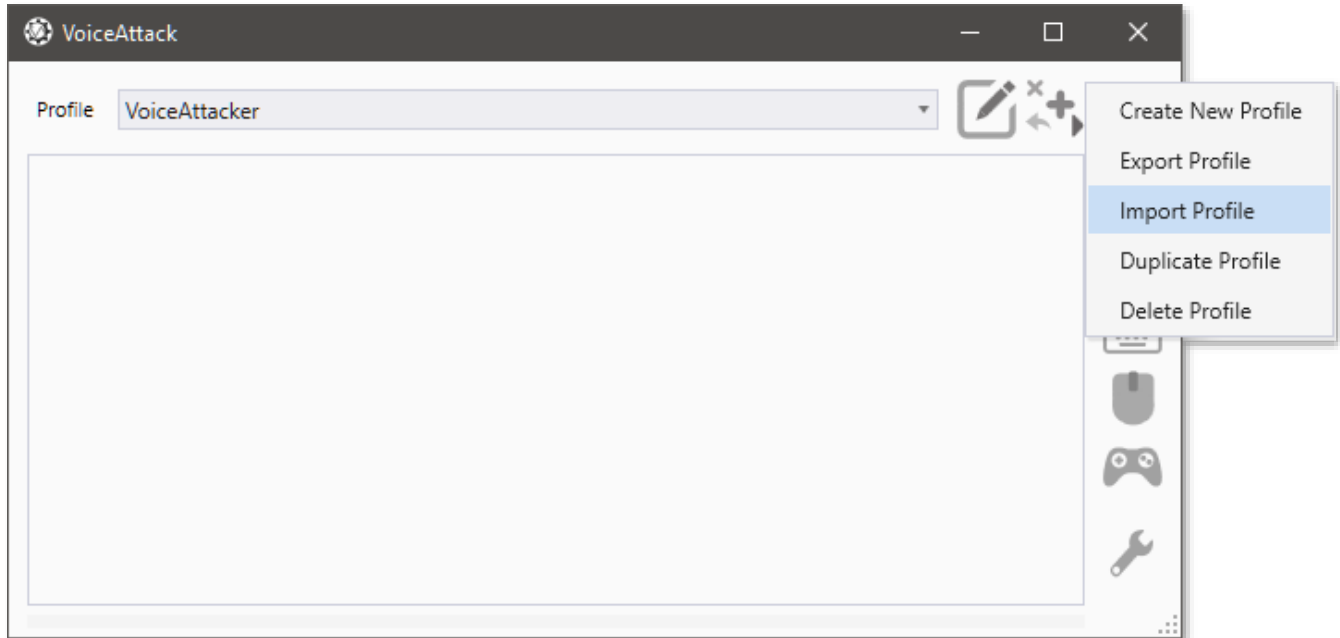 VoiceAttack
Profile VoiceAttacker
Create New Profile
Export Profile
Import Profile
Duplicate Profile
Delete Profile